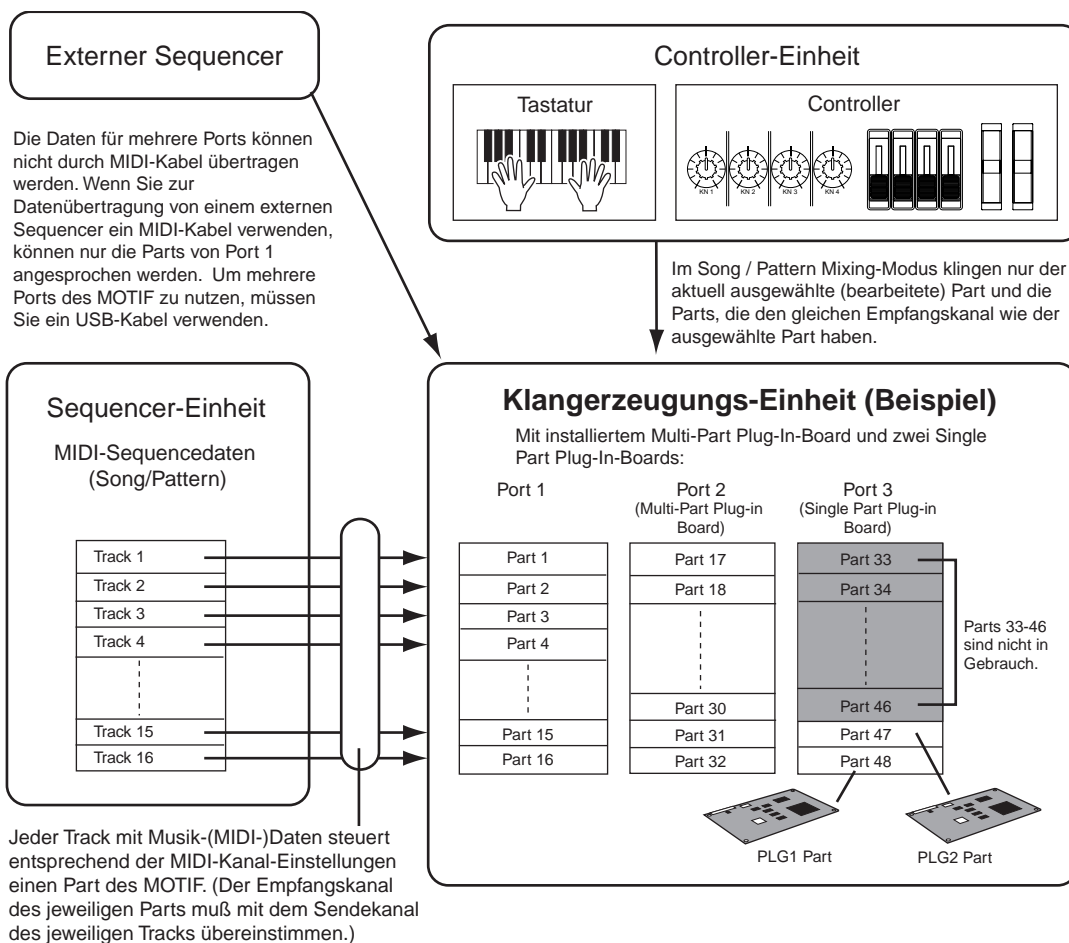 Externer Sequencer
Die Daten für mehrere Ports können
nicht durch MIDI-Kabel übertragen
werden. Wenn Sie zur
Datenübertragung von einem externen
Sequencer ein MIDI-Kabel verwenden,
können nur die Parts von Port 1
angesprochen werden. Um mehrere
Ports des MOTIF zu nutzen, müssen
Sie ein USB-Kabel verwenden.
Controller-Einheit
Tastatur
Controller
KN 1
KN 2
KN 3
KN 4
Im Song / Pattern Mixing-Modus klingen nur der
aktuell ausgewählte (bearbeitete) Part und die
Parts, die den gleichen Empfangskanal wie der
ausgewählte Part haben.
Sequencer-Einheit
MIDI-Sequencedaten
(Song/Pattern)
Track 1
Track 2
Track 3
Track 4
Track 15
Track 16
Jeder Track mit Musik-(MIDI-)Daten steuert
entsprechend der MIDI-Kanal-Einstellungen
einen Part des MOTIF. (Der Empfangskanal
des jeweiligen Parts muß mit dem Sendekanal
des jeweiligen Tracks übereinstimmen.)
Klangerzeugungs-Einheit (Beispiel)
Mit installiertem Multi-Part Plug-In-Board und zwei Single
Part Plug-In-Boards:
Port 1
Part 1
Part 2
Part 3
Part 4
Part 15
Part 16
Port 2
(Multi-Part Plug-in
Board)
Part 17
Part 18
Part 30
Part 31
Part 32
Port 3
(Single Part Plug-in
Board)
Part 33
Part 34
Part 46
Part 47
Part 48
Parts 33-46
sind nicht in
Gebrauch.
PLG1 Part
PLG2 Part